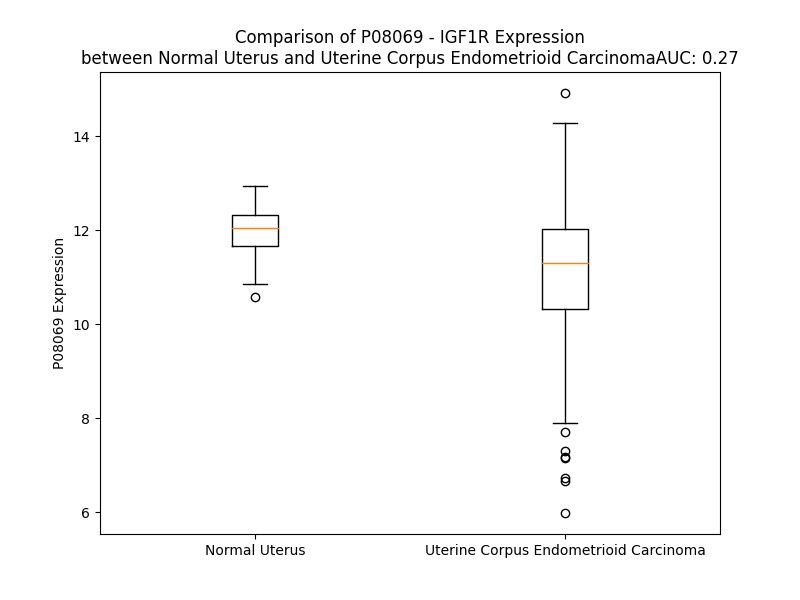 Comparison of P08069 - IGF1R Expression
between Normal Uterus and Uterine Corpus Endometrioid CarcinomaAUC: 0.27
P08069 Expression
14
12
10
8
6
Normal Uterus
Uterine Corpus Endometrioid Carcinoma